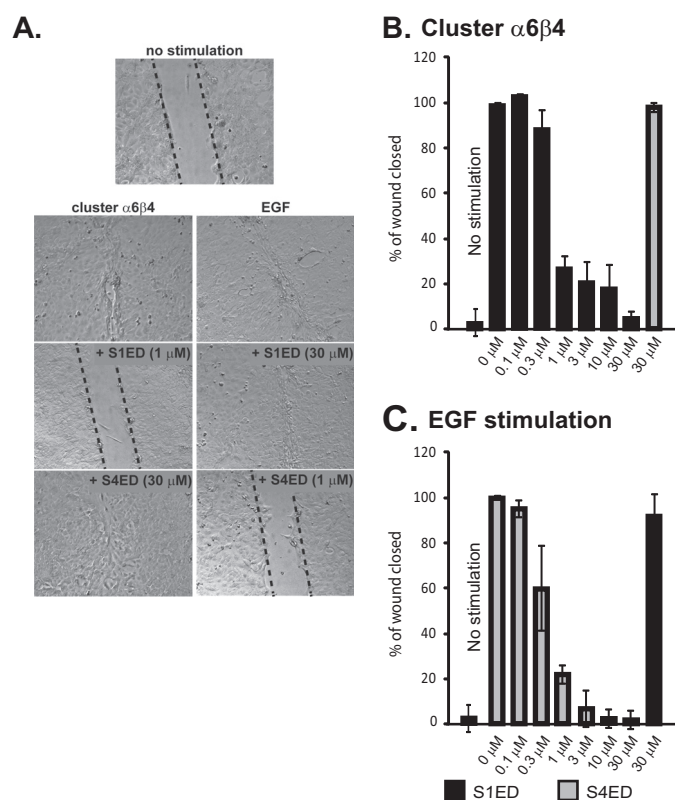 A.
no stimulation
cluster α6β4
EGF
+ S1ED (1 μM)
+ S1ED (30 μM)
+ S4ED (30 μM)
+ S4ED (1 μM)
B. Cluster α6β4
% of wound closed
120
100
80
60
40
20
0
No stimulation
0 μM
0.1 μM
0.3 μM
1 μM
3 μM
10 μM
30 μM
30 μM
C. EGF stimulation
% of wound closed
120
100
80
60
40
20
0
No stimulation
0 μM
0.1 μM
0.3 μM
1 μM
3 μM
10 μM
30 μM
30 μM
S1ED
S4ED